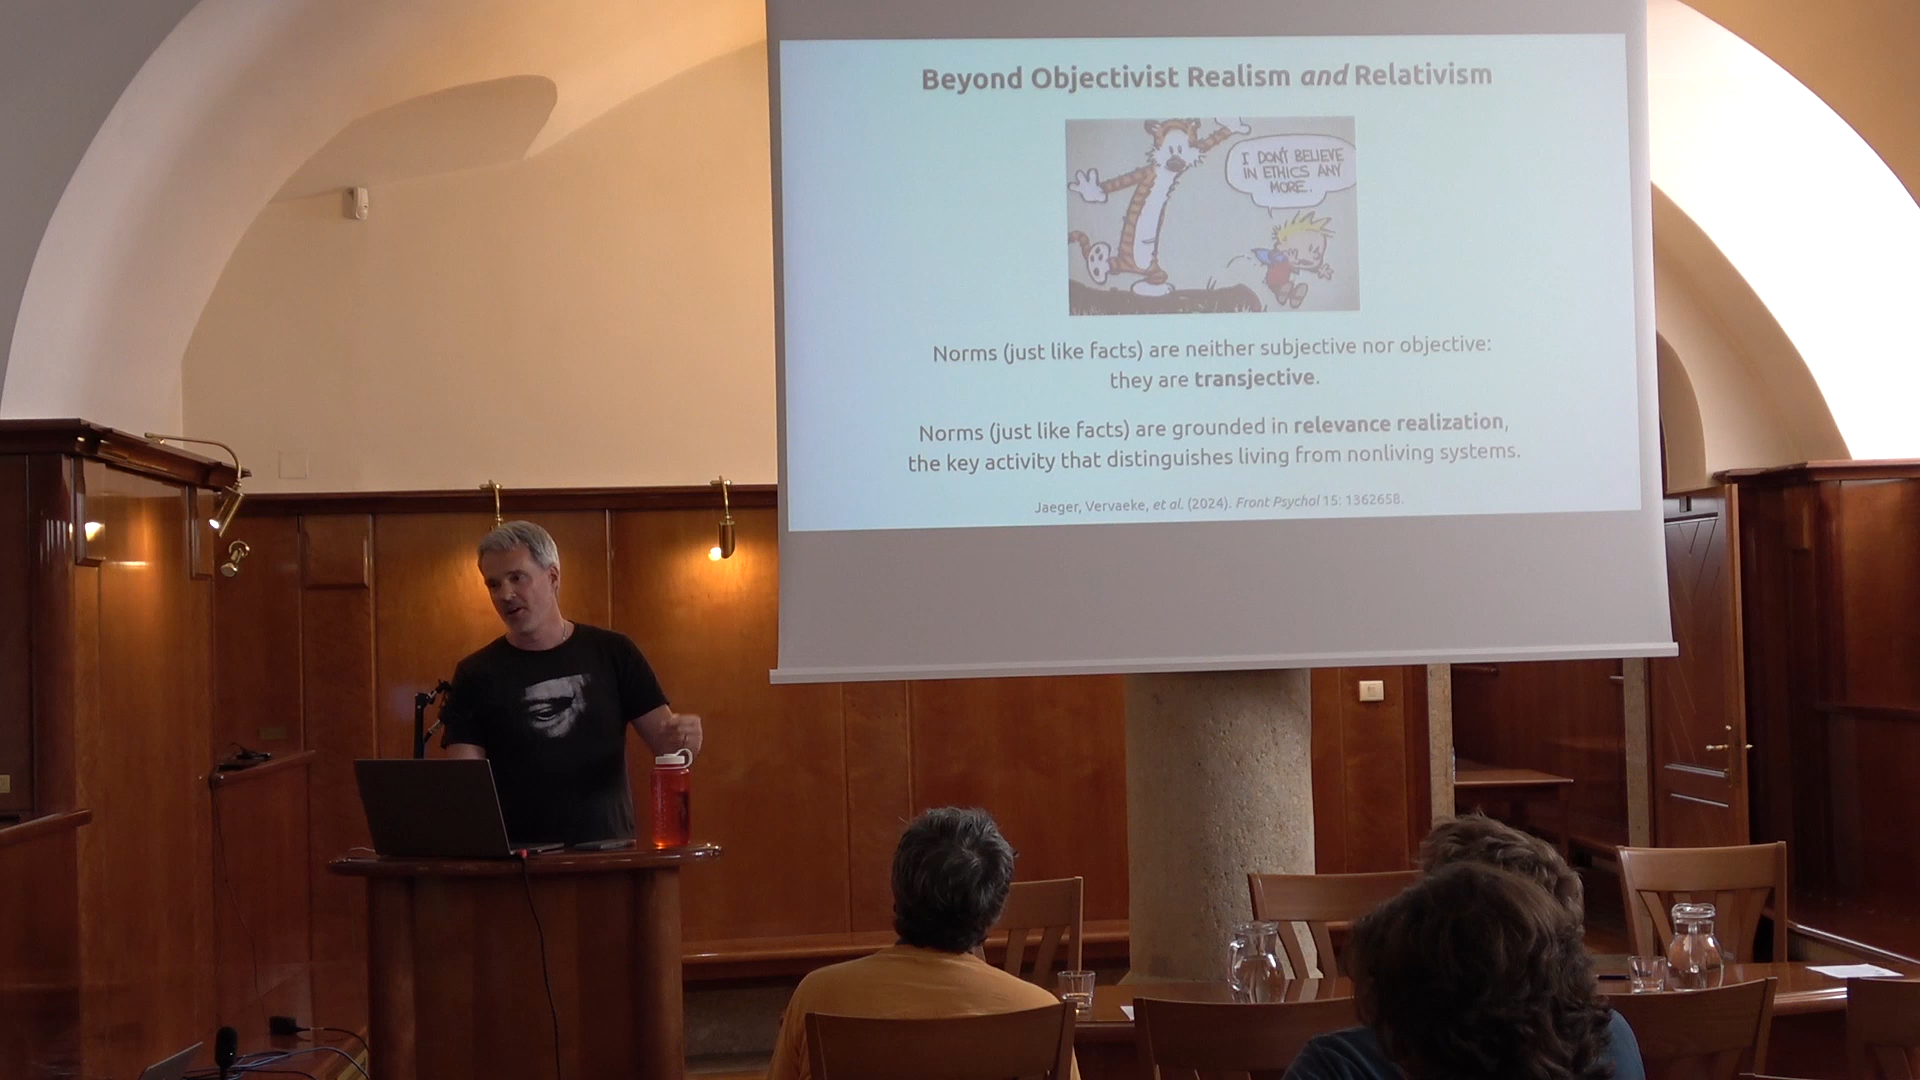 Beyond Objectivist Realism and Relativism
I DON'T BELIEVE
IN ETHICS ANY
MORE.
Norms (just like facts) are neither subjective nor objective:
they are transjective.
Norms (just like facts) are grounded in relevance realization,
the key activity that distinguishes living from nonliving systems.
Jaeger, Vervaeke, et al. (2024). Front Psychol 15: 1362658.